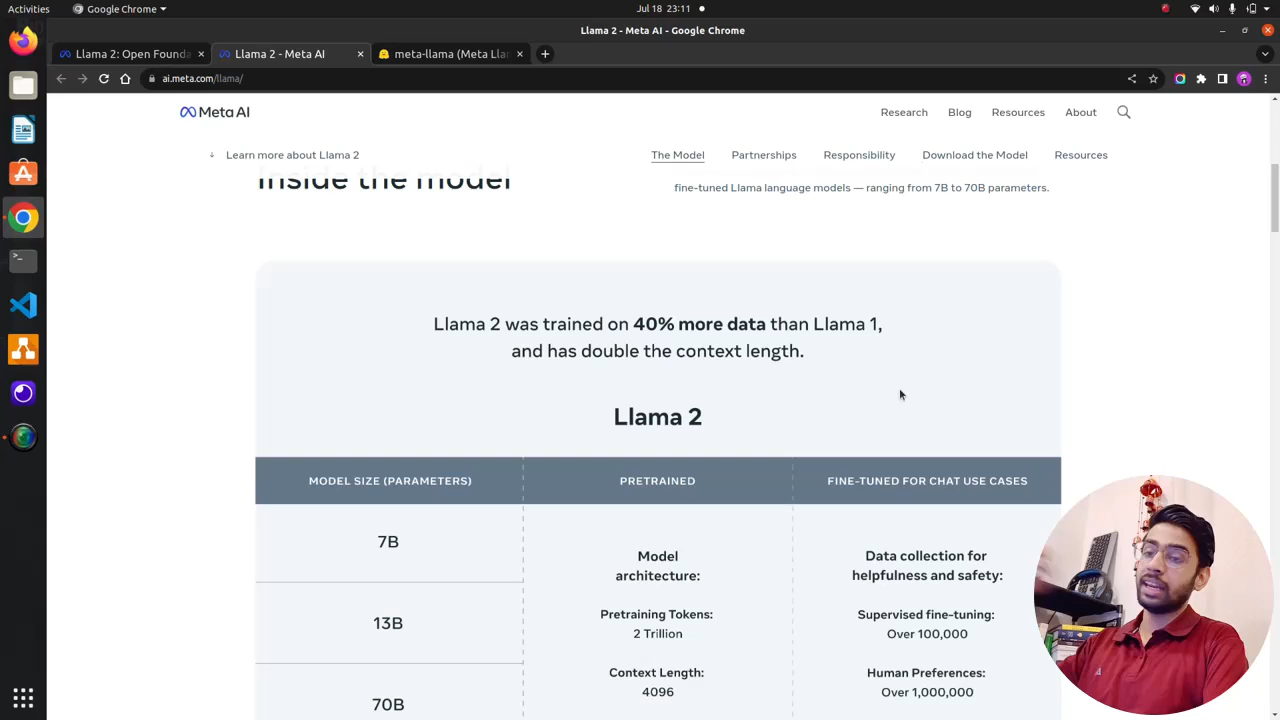 Activities
Google Chrome
Jul 18 23:11
Llama 2 - Meta AI - Google Chrome
Llama 2: Open Founda
Llama 2 - Meta AI
meta-llama (Meta Lla
ai.meta.com/llama/
Meta AI
Research
Blog
Resources
About
Learn more about Llama 2
The Model
Partnerships
Responsibility
Download the Model
Resources
Inside the model
fine-tuned Llama language models — ranging from 7B to 70B parameters.
Llama 2 was trained on 40% more data than Llama 1,
and has double the context length.
Llama 2
MODEL SIZE (PARAMETERS)
PRETRAINED
FINE-TUNED FOR CHAT USE CASES
7B
Model
architecture:
Data collection for
helpfulness and safety:
13B
Pretraining Tokens:
2 Trillion
Supervised fine-tuning:
Over 100,000
70B
Context Length:
4096
Human Preferences:
Over 1,000,000